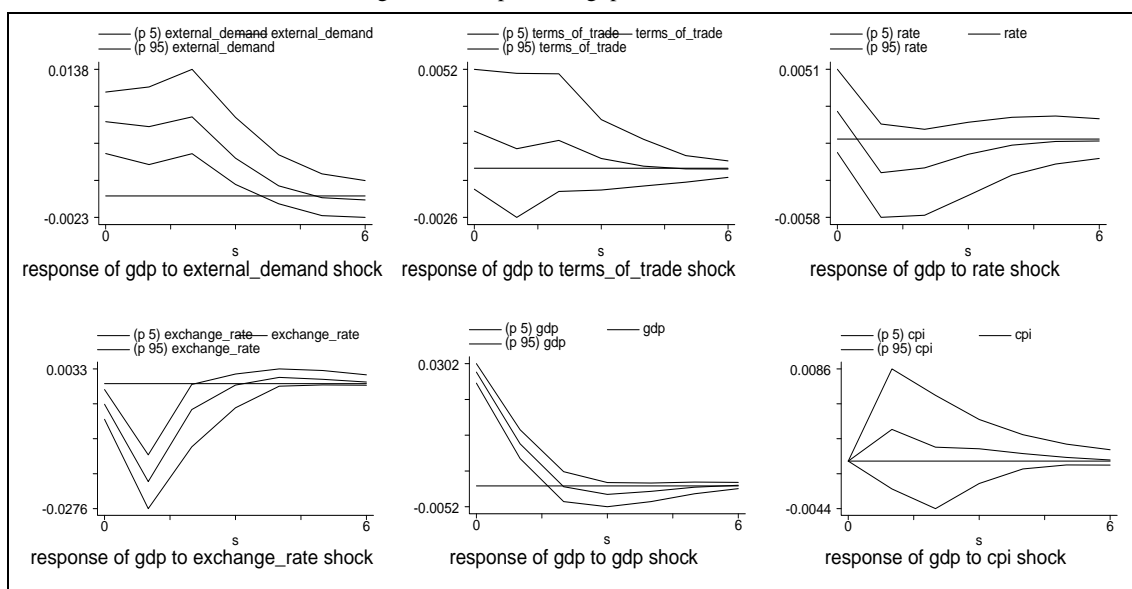 (p 5) external_demand external_demand
(p 95) external_demand
0.0138
-0.0023
0 6
s
response of gdp to external_demand shock
(p 5) terms_of_trade terms_of_trade
(p 95) terms_of_trade
0.0052
-0.0026
0 6
s
response of gdp to terms_of_trade shock
(p 5) rate rate
(p 95) rate
0.0051
-0.0058
0 6
s
response of gdp to rate shock
(p 5) exchange_rate exchange_rate
(p 95) exchange_rate
0.0033
-0.0276
0 6
s
response of gdp to exchange_rate shock
(p 5) gdp gdp
(p 95) gdp
0.0302
-0.0052
0 6
s
response of gdp to gdp shock
(p 5) cpi cpi
(p 95) cpi
0.0086
-0.0044
0 6
s
response of gdp to cpi shock